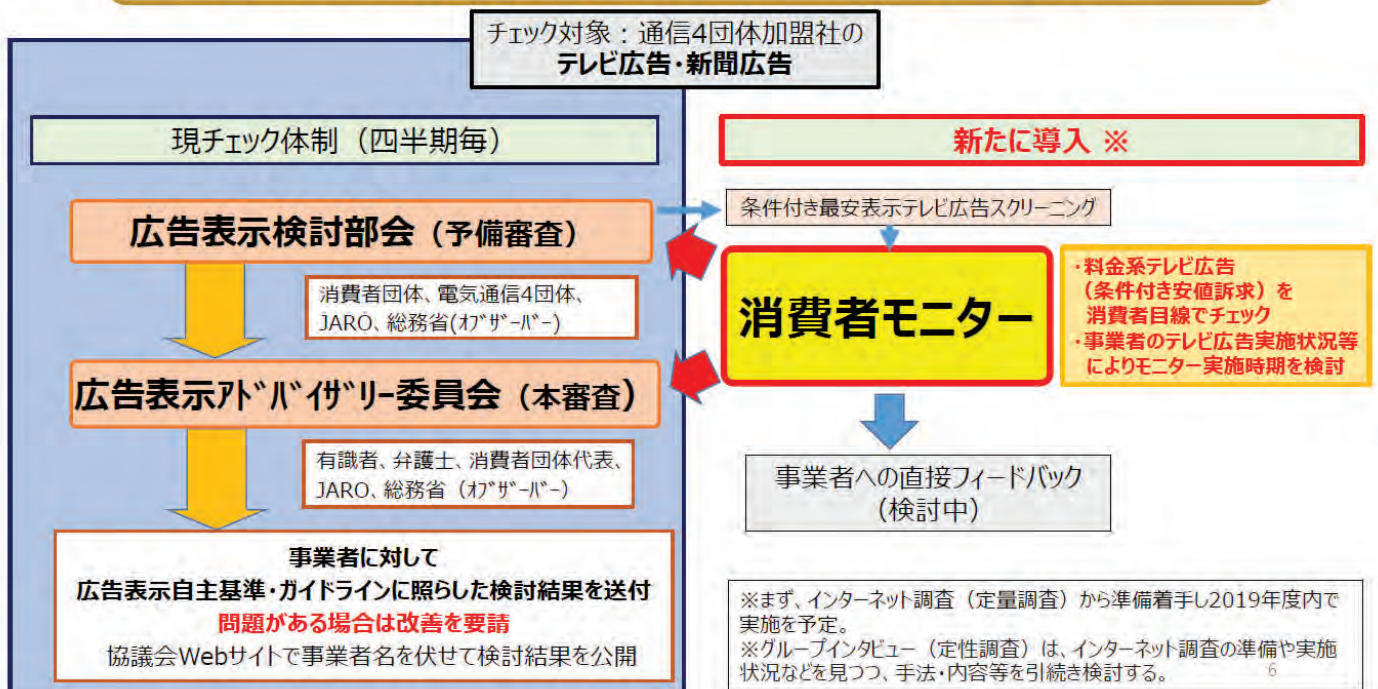 チェック対象：通信4団体加盟社の
テレビ広告・新聞広告
現チェック体制（四半期毎）
広告表示検討部会（予備審査）
消費者団体、電気通信4団体、
JARO、総務省(ｵﾌﾞｻﾞｰﾊﾞｰ)
広告表示ｱﾄﾞﾊﾞｲｻﾞﾘｰ委員会（本審査）
有識者、弁護士、消費者団体代表、
JARO、総務省（ｵﾌﾞｻﾞｰﾊﾞｰ）
事業者に対して
広告表示自主基準・ガイドラインに照らした検討結果を送付
問題がある場合は改善を要請
協議会Webサイトで事業者名を伏せて検討結果を公開
新たに導入 ※
条件付き最安表示テレビ広告スクリーニング
消費者モニター
・料金系テレビ広告
（条件付き安値訴求）を
消費者目線でチェック
・事業者のテレビ広告実施状況等
によりモニター実施時期を検討
事業者への直接フィードバック
（検討中）
※まず、インターネット調査（定量調査）から準備着手し2019年度内で
実施を予定。
※グループインタビュー（定性調査）は、インターネット調査の準備や実施
状況などを見つつ、手法・内容等を引続き検討する。
6